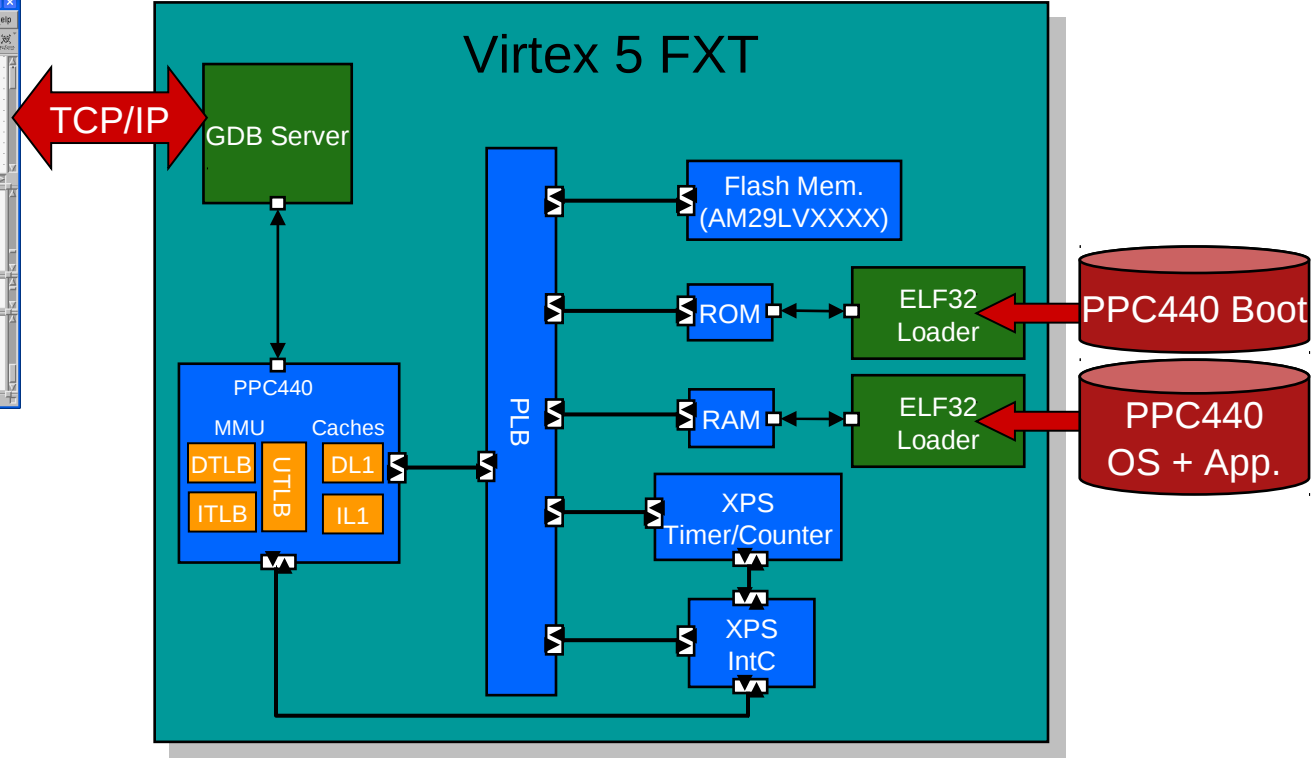 elp
Virtex 5 FXT
TCP/IP
GDB Server
Flash Mem.
(AM29LVXXXX)
ROM
ELF32
Loader
PPC440 Boot
PPC440
MMU
Caches
DTLB
UTLB
DL1
ITLB
IL1
PLB
RAM
ELF32
Loader
PPC440
OS + App.
XPS
Timer/Counter
XPS
IntC